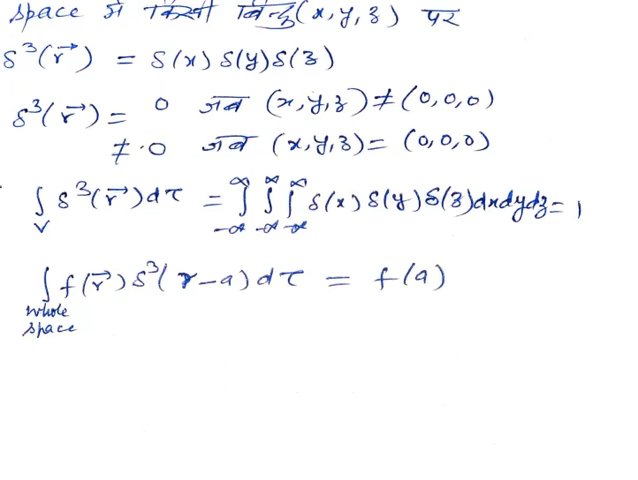 space में किसी बिन्दु (x, y, z) पर
δ³(r⃗) = δ(x) δ(y) δ(z)
δ³(r⃗) = 0 जब (x, y, z) ≠ (0, 0, 0)
≠ 0 जब (x, y, z) = (0, 0, 0)
∫_V δ³(r⃗) dτ = ∫_{-∞}^{∞} ∫_{-∞}^{∞} ∫_{-∞}^{∞} δ(x) δ(y) δ(z) dx dy dz = 1
∫ f(r⃗) δ³(r-a) dτ = f(a)
whole
space